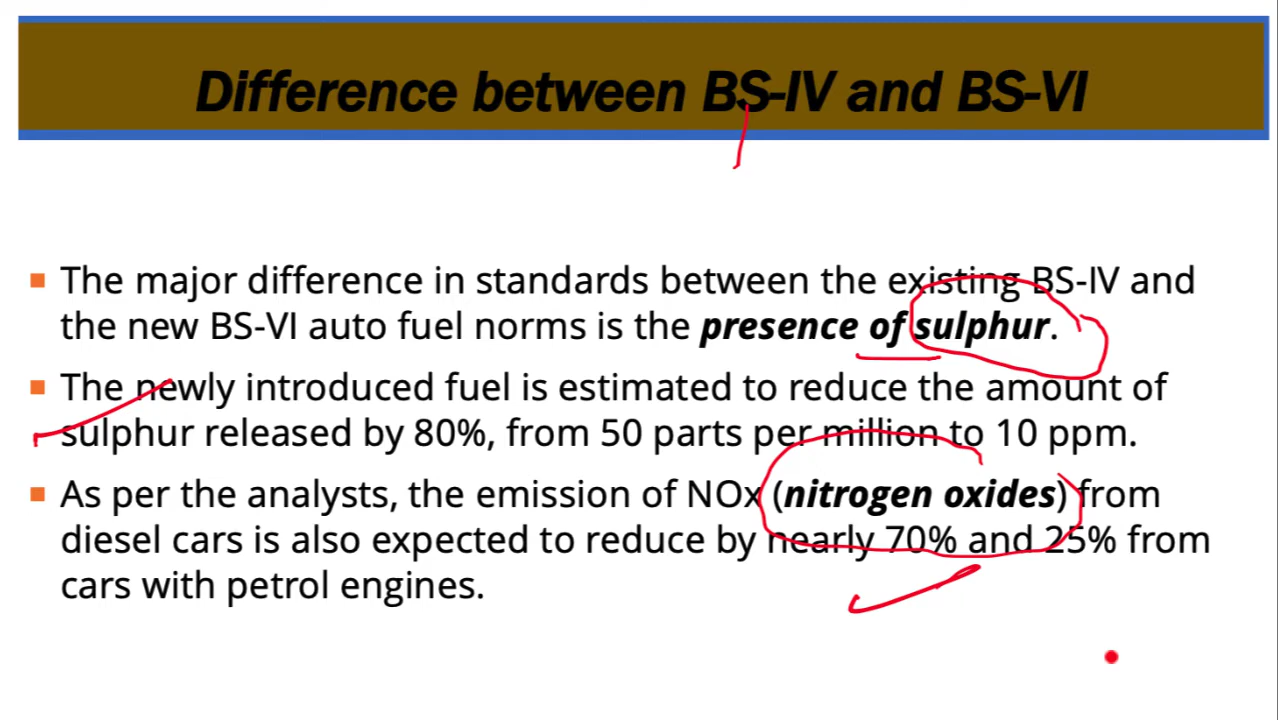 Difference between BS-IV and BS-VI
▪ The major difference in standards between the existing BS-IV and
the new BS-VI auto fuel norms is the presence of sulphur.
▪ The newly introduced fuel is estimated to reduce the amount of
sulphur released by 80%, from 50 parts per million to 10 ppm.
▪ As per the analysts, the emission of NOx (nitrogen oxides) from
diesel cars is also expected to reduce by nearly 70% and 25% from
cars with petrol engines.